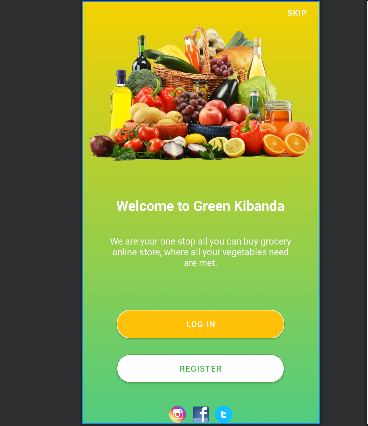 SKIP
Welcome to Green Kibanda
We are your one stop all you can buy grocery
online store, where all your vegetables need
are met.
LOG IN
REGISTER